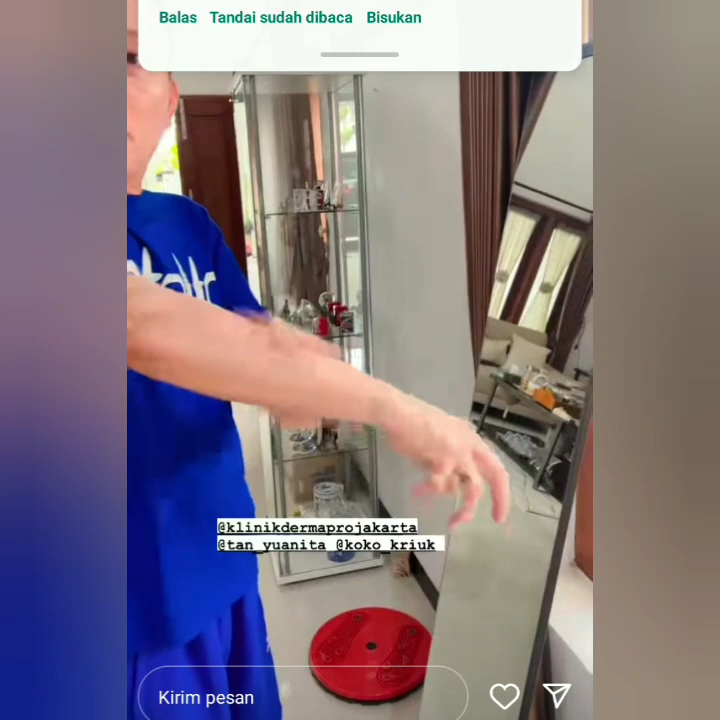 Balas Tandai sudah dibaca Bisukan
@klinikdermaprojakarta
@tan_yuanita @koko_kriuk
Kirim pesan